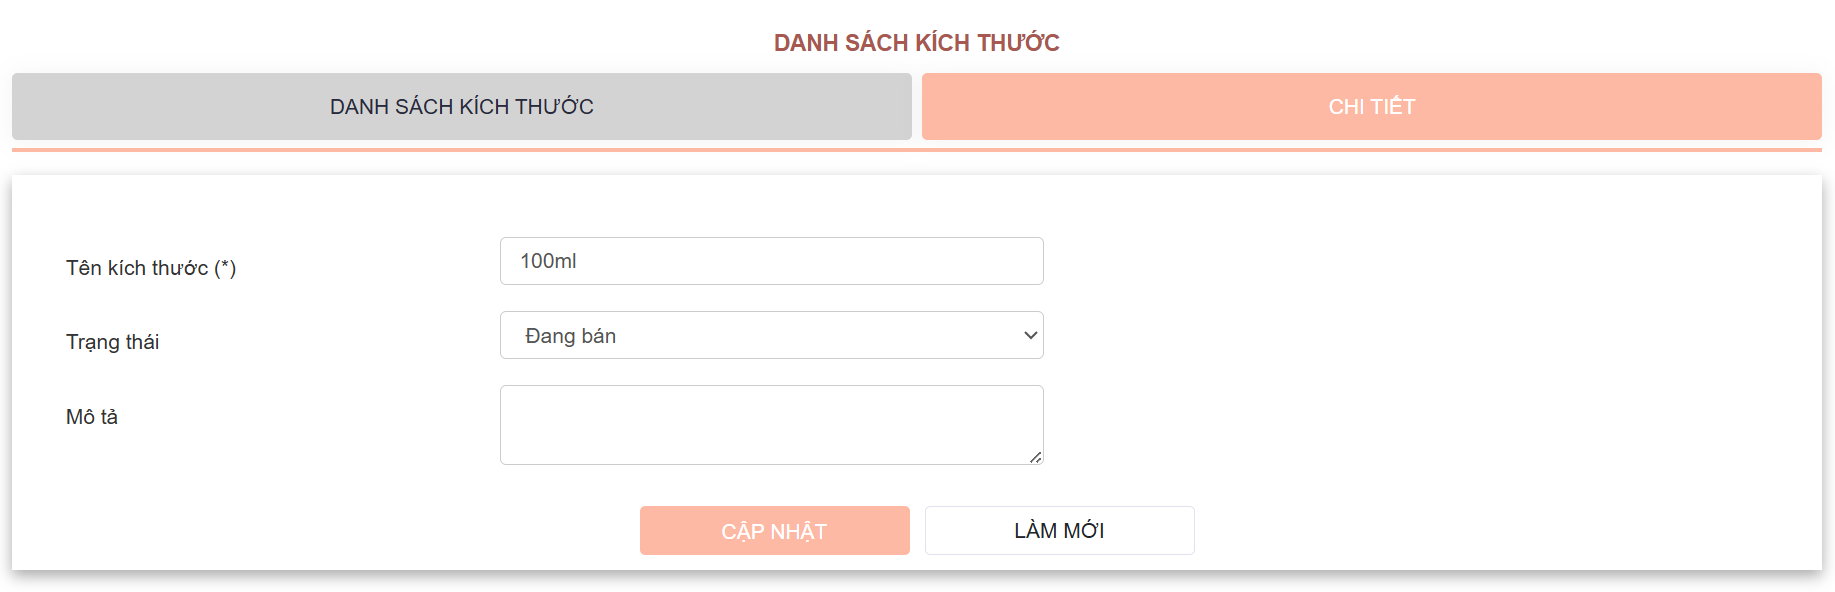 DANH SÁCH KÍCH THƯỚC
DANH SÁCH KÍCH THƯỚC
CHI TIẾT
Tên kích thước (*)
100ml
Trạng thái
Đang bán
Mô tả
CẬP NHẬT
LÀM MỚI